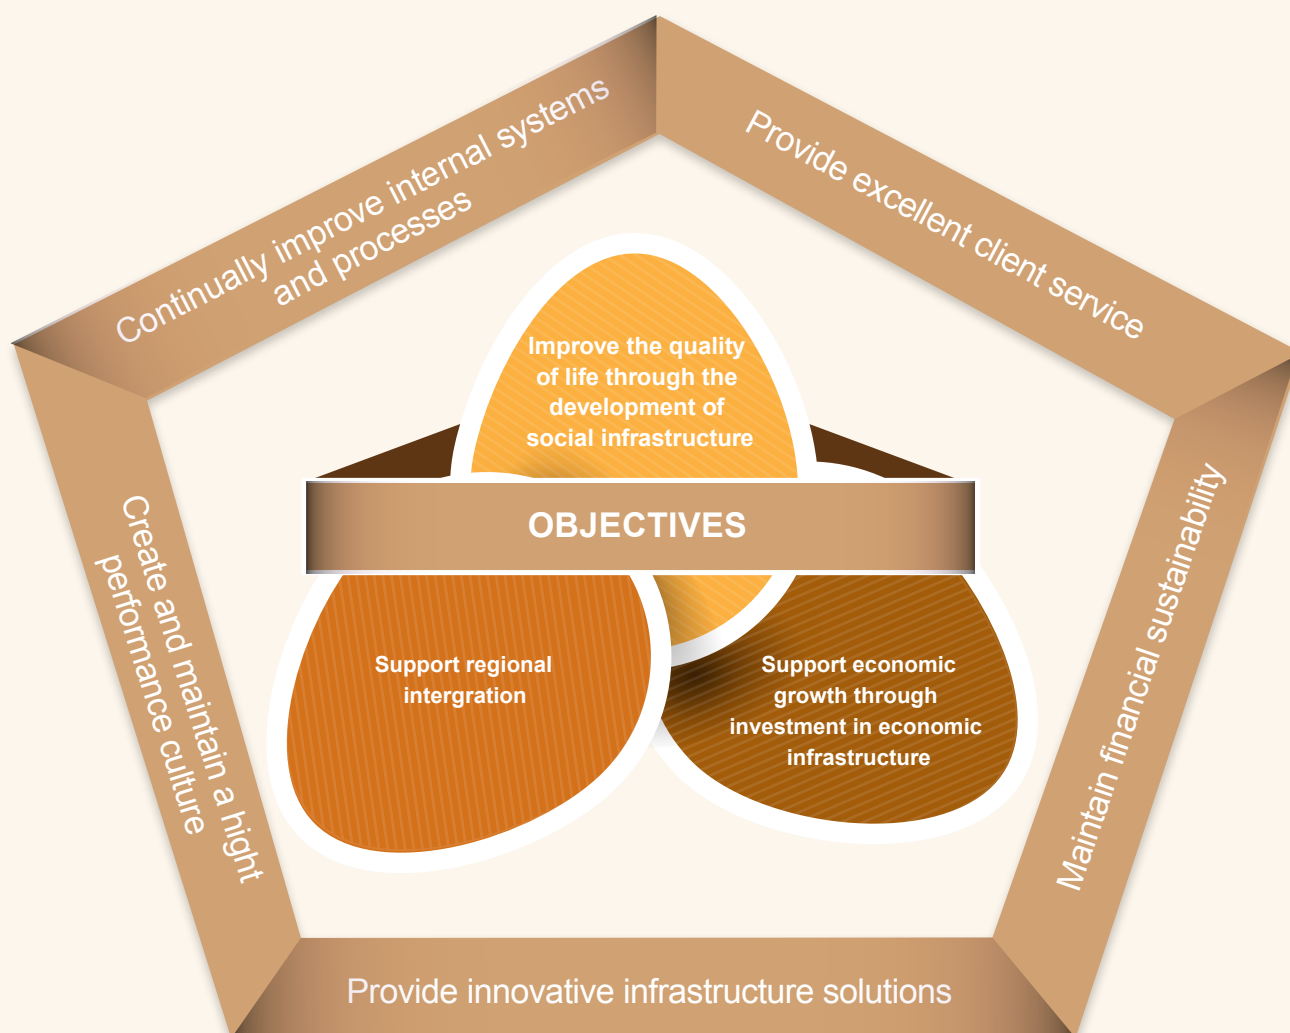 Continually improve internal systems
and processes
Provide excellent client service
Improve the quality
of life through the
development of
social infrastructure
OBJECTIVES
Support regional
intergration
Support economic
growth through
investment in economic
infrastructure
Create and maintain a hight
performance culture
Maintain financial sustainability
Provide innovative infrastructure solutions